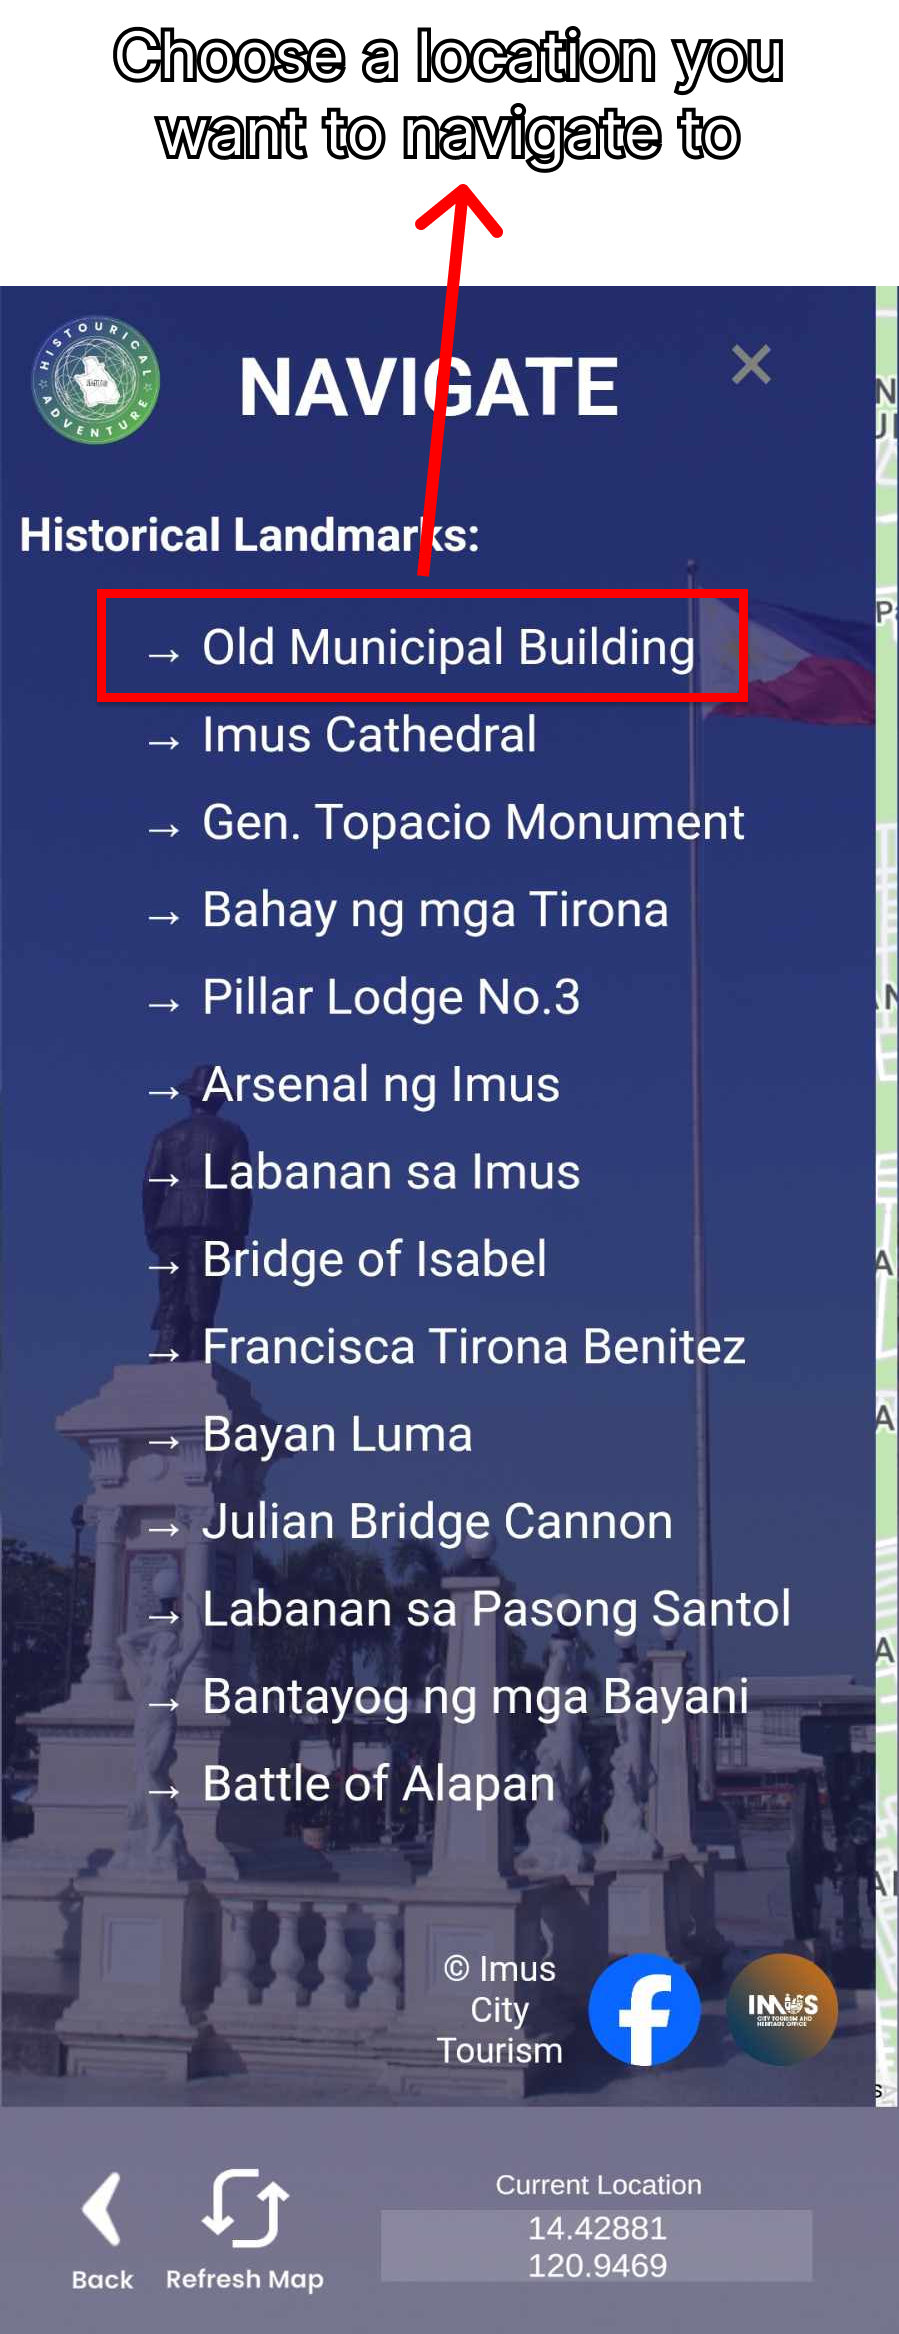 Choose a location you
want to navigate to
HISTOURICAL
ADVENTURE
NAVIGATE
Historical Landmarks:
→ Old Municipal Building
→ Imus Cathedral
→ Gen. Topacio Monument
→ Bahay ng mga Tirona
→ Pillar Lodge No.3
→ Arsenal ng Imus
→ Labanan sa Imus
→ Bridge of Isabel
→ Francisca Tirona Benitez
→ Bayan Luma
→ Julian Bridge Cannon
→ Labanan sa Pasong Santol
→ Bantayog ng mga Bayani
→ Battle of Alapan
© Imus
City
Tourism
IMUS
CITY TOURISM AND
HERITAGE OFFICE
Current Location
14.42881
120.9469
Back
Refresh Map